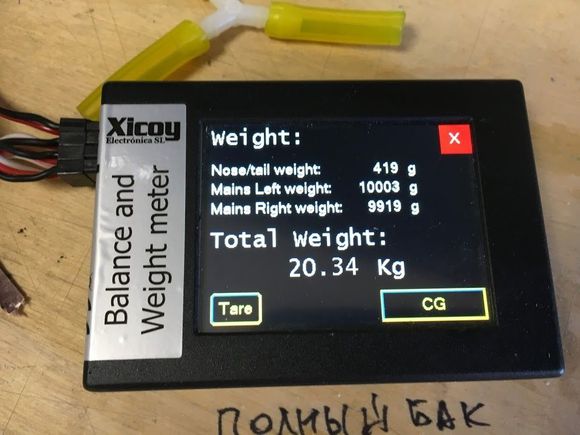 Xicoy
Electrónica SL
Balance and
Weight meter
Weight:
X
Nose/tail weight: 419 g
Mains Left weight: 10003 g
Mains Right weight: 9919 g
Total Weight:
20.34 Kg
Tare
CG
ПОЛНЫЙ БАК